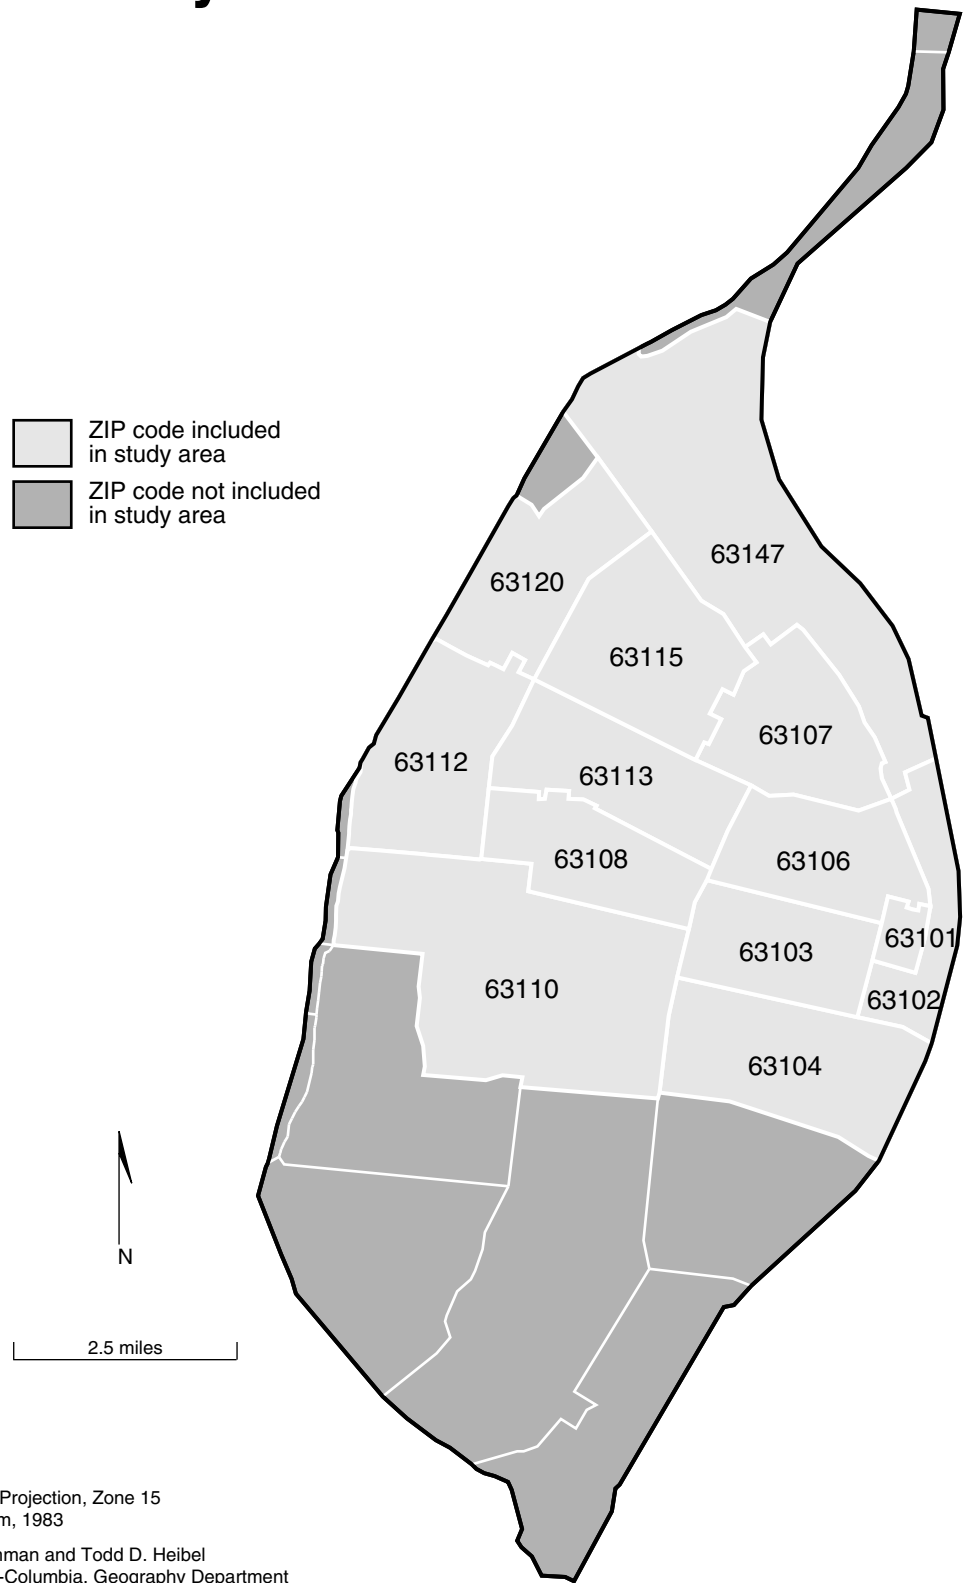 ZIP code included
in study area
ZIP code not included
in study area
63147
63120
63115
63107
63112
63113
63108
63106
63101
63103
63110
63102
63104
N
2.5 miles
Projection, Zone 15
1983
and Todd D. Heibel
-Columbia, Geography Department